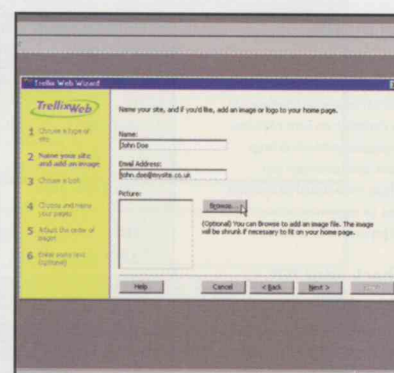 Trellix Web Wizard
TrellixWeb
1 Choose a type of
site
2 Name your site
and add an image
3 Choose a look
4 Choose and name
your pages
5 Adjust the order of
pages
6 Enter more text
(optional)
Name your site, and if you'd like, add an image or logo to your home page.
Name:
John Doe
Email Address:
john.doe@mysite.co.uk
Picture:
Browse...
(Optional) You can Browse to add an image file. The image
will be shrunk if necessary to fit on your home page.
Help
Cancel
< Back
Next >